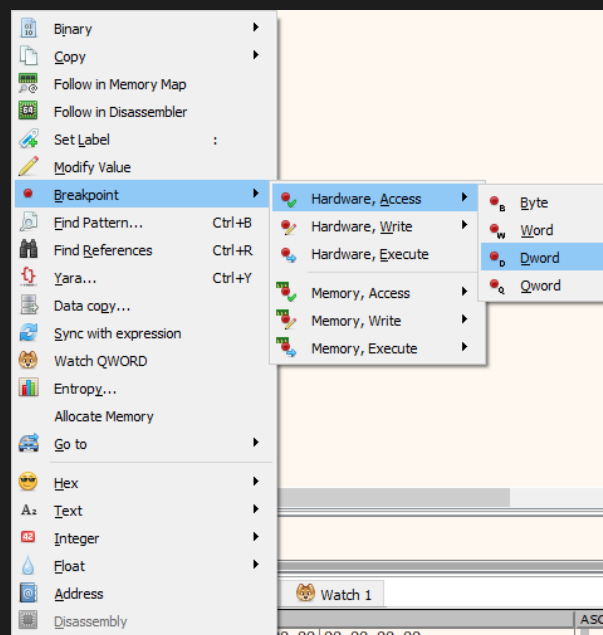 Binary
Copy
Follow in Memory Map
Follow in Disassembler
Set Label :
Modify Value
Breakpoint
Find Pattern... Ctrl+B
Find References Ctrl+R
Yara... Ctrl+Y
Data copy...
Sync with expression
Watch QWORD
Entropy...
Allocate Memory
Go to
Hex
Text
Integer
Float
Address
Disassembly
Hardware, Access
Hardware, Write
Hardware, Execute
Memory, Access
Memory, Write
Memory, Execute
Byte
Word
Dword
Qword
Watch 1
ASC